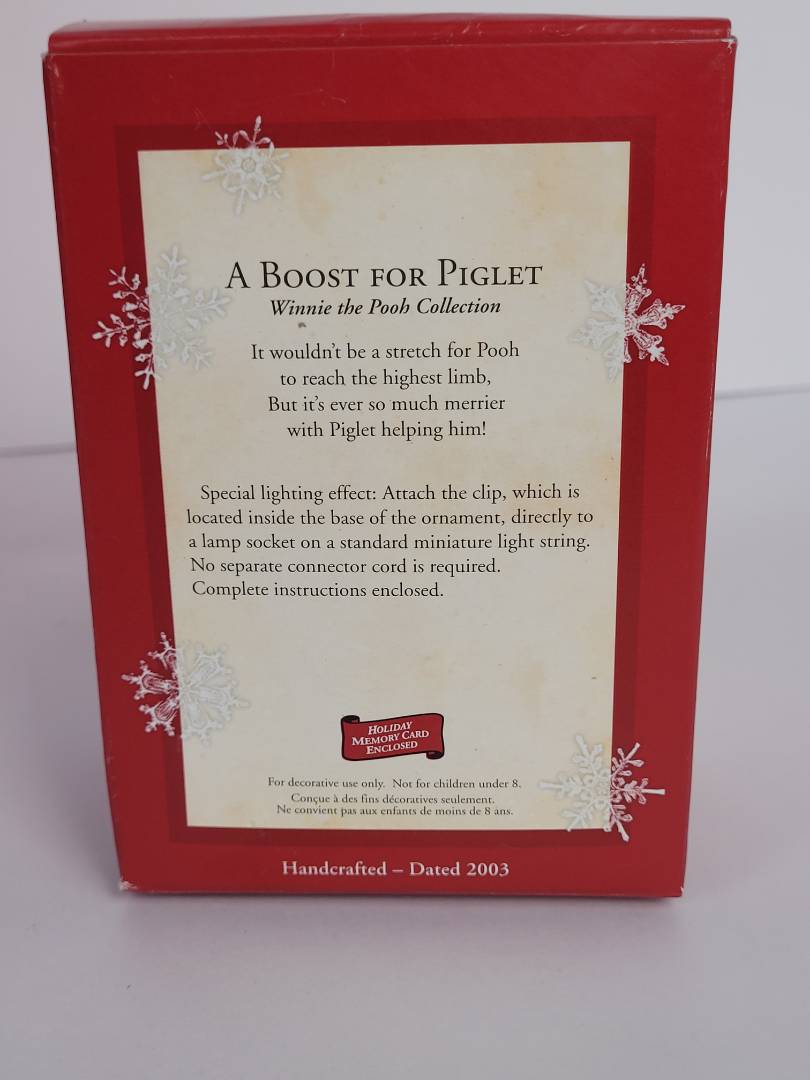 A Boost for Piglet
Winnie the Pooh Collection
It wouldn't be a stretch for Pooh
to reach the highest limb,
But it's ever so much merrier
with Piglet helping him!
Special lighting effect: Attach the clip, which is
located inside the base of the ornament, directly to
a lamp socket on a standard miniature light string.
No separate connector cord is required.
Complete instructions enclosed.
Holiday
Memory Card
Enclosed
For decorative use only. Not for children under 8.
Conçue à des fins décoratives seulement.
Ne convient pas aux enfants de moins de 8 ans.
Handcrafted – Dated 2003